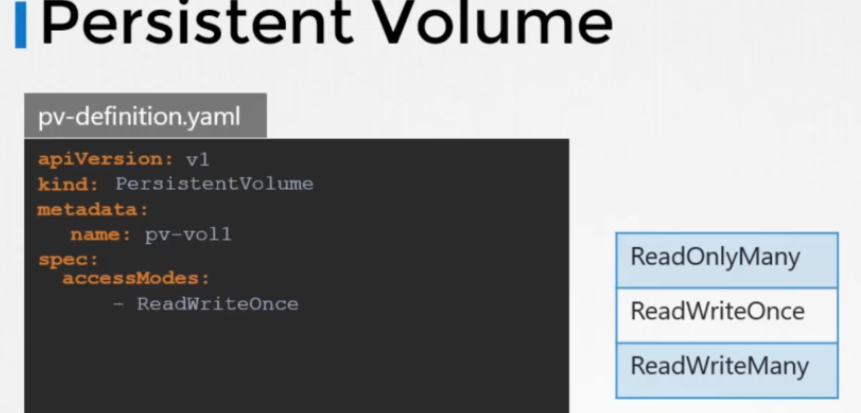 Persistent Volume
pv-definition.yaml
apiVersion: v1
kind: PersistentVolume
metadata:
name: pv-vol1
spec:
accessModes:
- ReadWriteOnce
ReadOnlyMany
ReadWriteOnce
ReadWriteMany